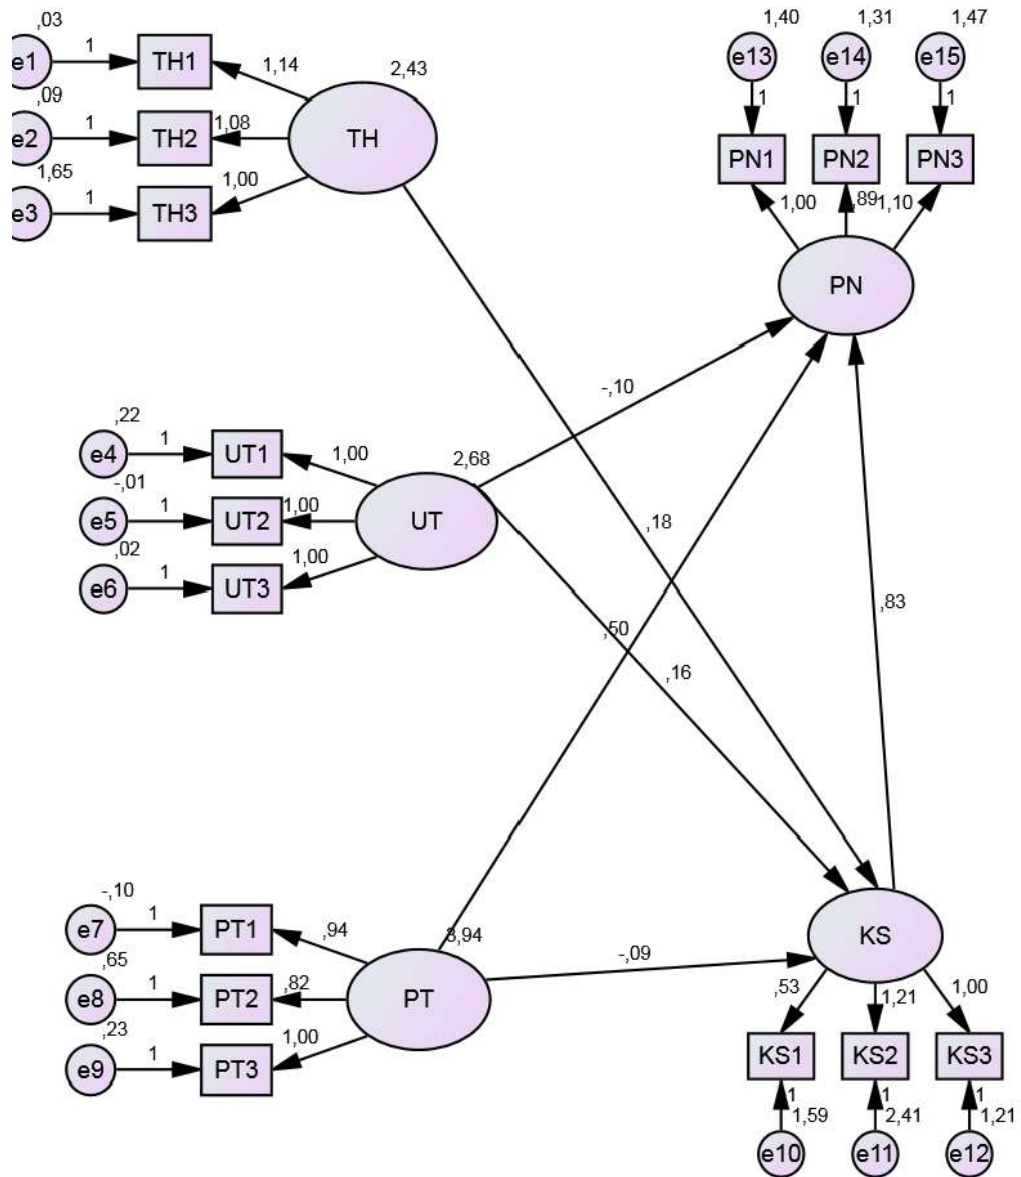 ,03
e1 1 TH1
1,14
,09
e2 1 TH2
1,08
1,65
e3 1 TH3
1,00
2,43
TH
1,40 1,31 1,47
e13 e14 e15
1 1 1
PN1 PN2 PN3
1,00 ,89 1,10
PN
-,10
,22
e4 1 UT1
1,00
-,01
e5 1 UT2
1,00
,02
e6 1 UT3
1,00
2,68
UT
,18
,50
,16
,83
-,10
e7 1 PT1
,94
,65
e8 1 PT2
,82
,23
e9 1 PT3
1,00
3,94
PT
-,09
KS
,53 1,21 1,00
KS1 KS2 KS3
1 1 1
1,59 2,41 1,21
e10 e11 e12